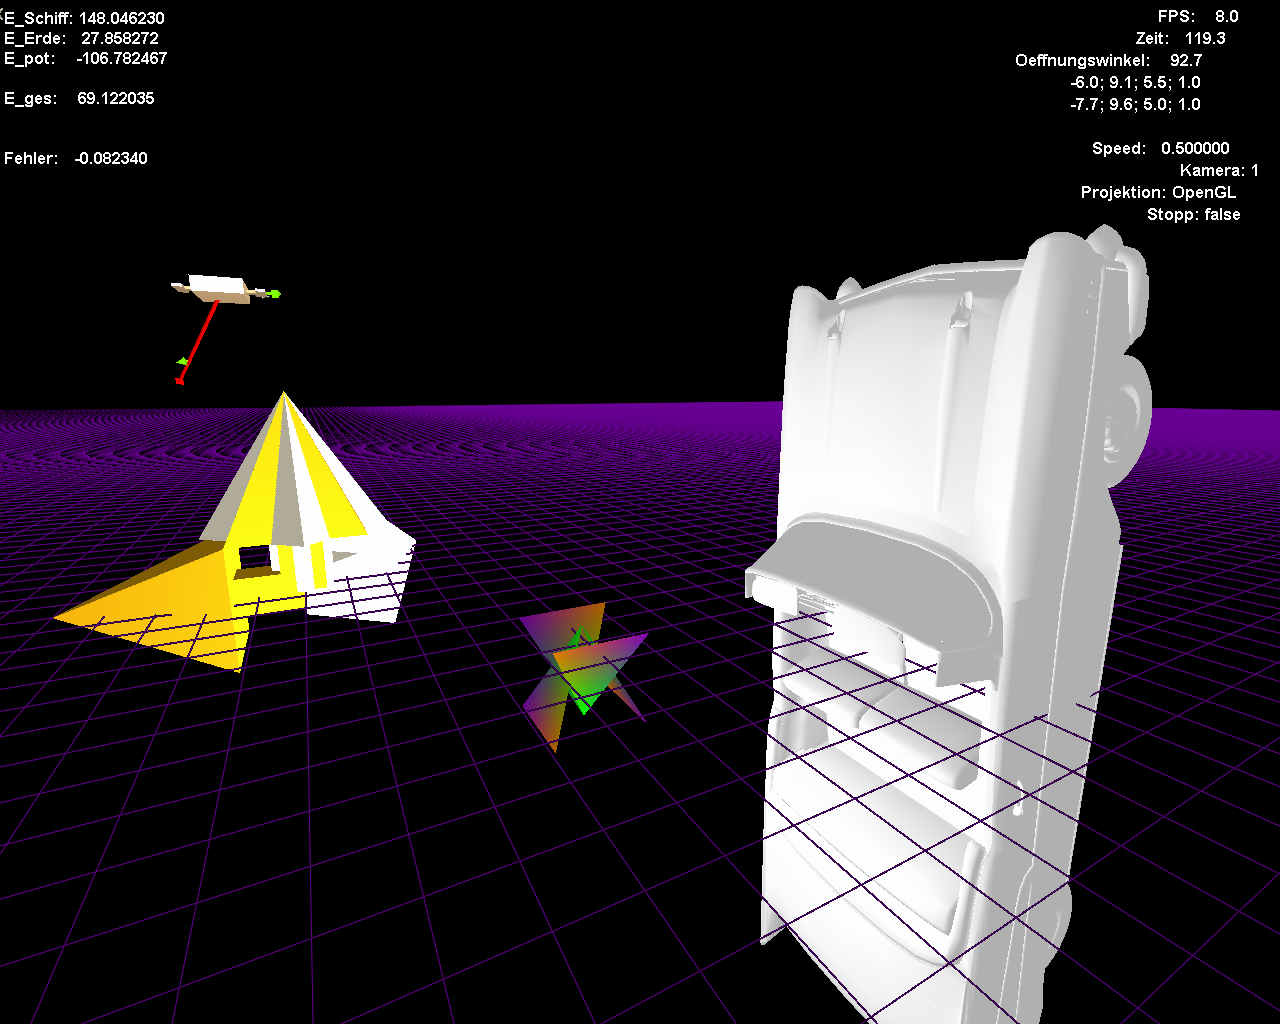 E_Schiff: 148.046230
E_Erde: 27.858272
E_pot: -106.782467
E_ges: 69.122035
Fehler: -0.082340
FPS: 8.0
Zeit: 119.3
Oeffnungswinkel: 92.7
-6.0; 9.1; 5.5; 1.0
-7.7; 9.6; 5.0; 1.0
Speed: 0.500000
Kamera: 1
Projektion: OpenGL
Stopp: false